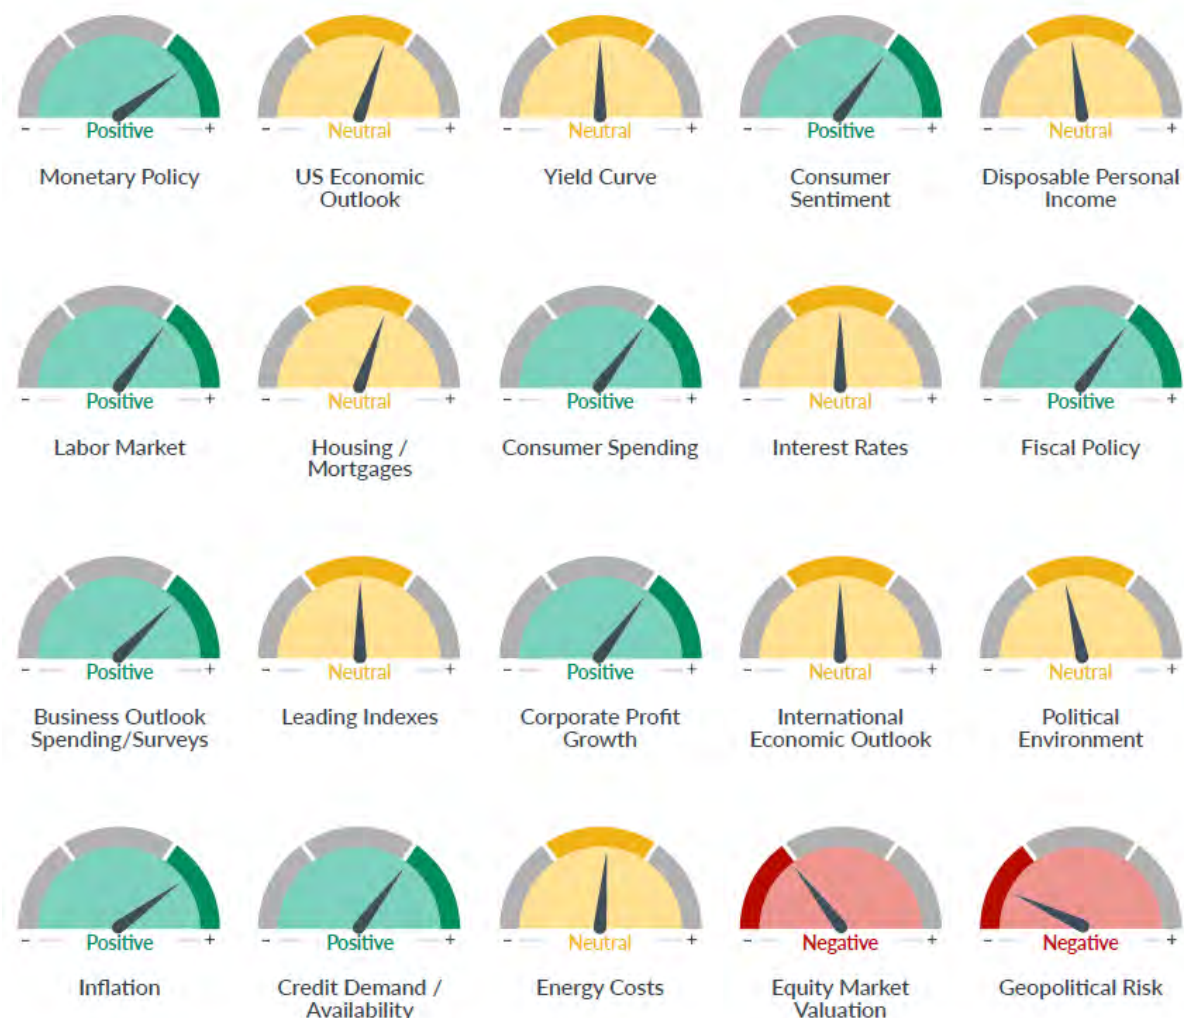 - Positive +
Monetary Policy
- Neutral +
US Economic
Outlook
- Neutral +
Yield Curve
- Positive +
Consumer
Sentiment
- Neutral +
Disposable Personal
Income
- Positive +
Labor Market
- Neutral +
Housing /
Mortgages
- Positive +
Consumer Spending
- Neutral +
Interest Rates
- Positive +
Fiscal Policy
- Positive +
Business Outlook
Spending/Surveys
- Neutral +
Leading Indexes
- Positive +
Corporate Profit
Growth
- Neutral +
International
Economic Outlook
- Neutral +
Political
Environment
- Positive +
Inflation
- Positive +
Credit Demand /
Availability
- Neutral +
Energy Costs
- Negative +
Equity Market
Valuation
- Negative +
Geopolitical Risk